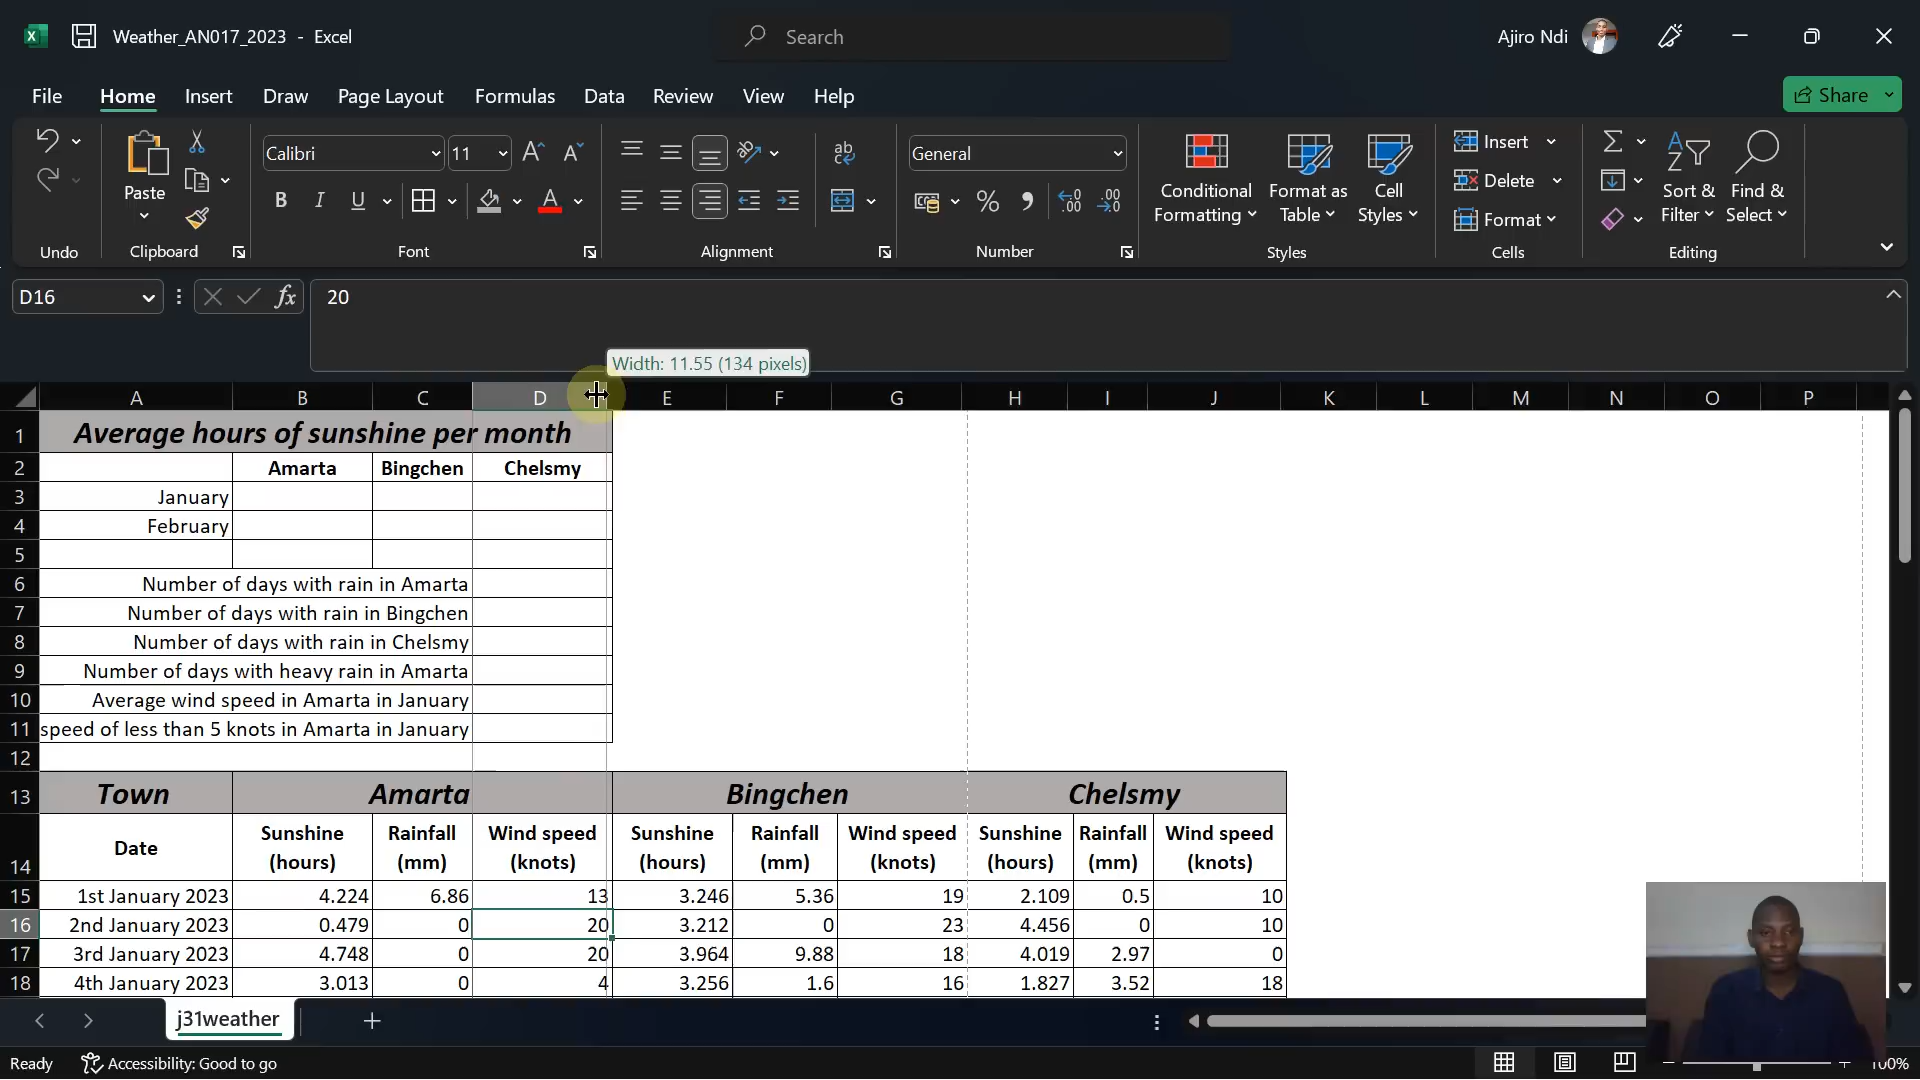 Weather_AN017_2023 - Excel
Search
Ajiro Ndi
File Home Insert Draw Page Layout Formulas Data Review View Help
Share
Calibri 11
General
Paste
Conditional Formatting
Format as Table
Cell Styles
Insert
Delete
Format
Sort & Filter
Find & Select
Undo Clipboard Font Alignment Number Styles Cells Editing
D16
fx
20
Width: 11.55 (134 pixels)
A B C D E F G H I J K L M N O P
1 Average hours of sunshine per month
2 Amarta Bingchen Chelsmy
3 January
4 February
5
6 Number of days with rain in Amarta
7 Number of days with rain in Bingchen
8 Number of days with rain in Chelsmy
9 Number of days with heavy rain in Amarta
10 Average wind speed in Amarta in January
11 speed of less than 5 knots in Amarta in January
12
13 Town Amarta Bingchen Chelsmy
14 Date Sunshine (hours) Rainfall (mm) Wind speed (knots) Sunshine (hours) Rainfall (mm) Wind speed (knots) Sunshine (hours) Rainfall (mm) Wind speed (knots)
15 1st January 2023 4.224 6.86 13 3.246 5.36 19 2.109 0.5 10
16 2nd January 2023 0.479 0 20 3.212 0 23 4.456 0 10
17 3rd January 2023 4.748 0 20 3.964 9.88 18 4.019 2.97 0
18 4th January 2023 3.013 0 4 3.256 1.6 16 1.827 3.52 18
j31weather
Ready Accessibility: Good to go
100%